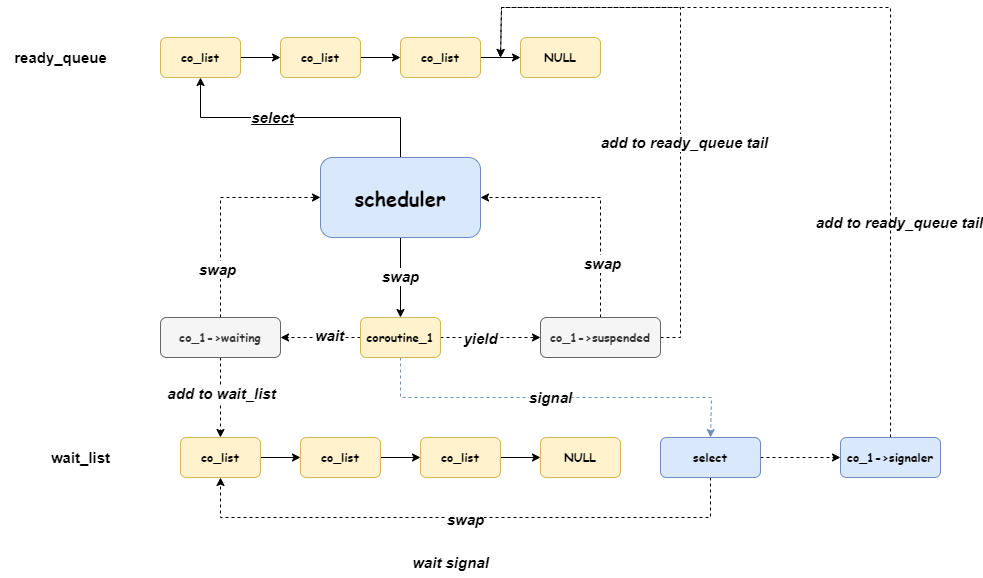 ready_queue
co_list
co_list
co_list
NULL
select
add to ready_queue tail
scheduler
add to ready_queue tail
swap
swap
swap
co_1->waiting
wait
coroutine_1
yield
co_1->suspended
add to wait_list
signal
wait_list
co_list
co_list
co_list
NULL
select
co_1->signaler
swap
wait signal